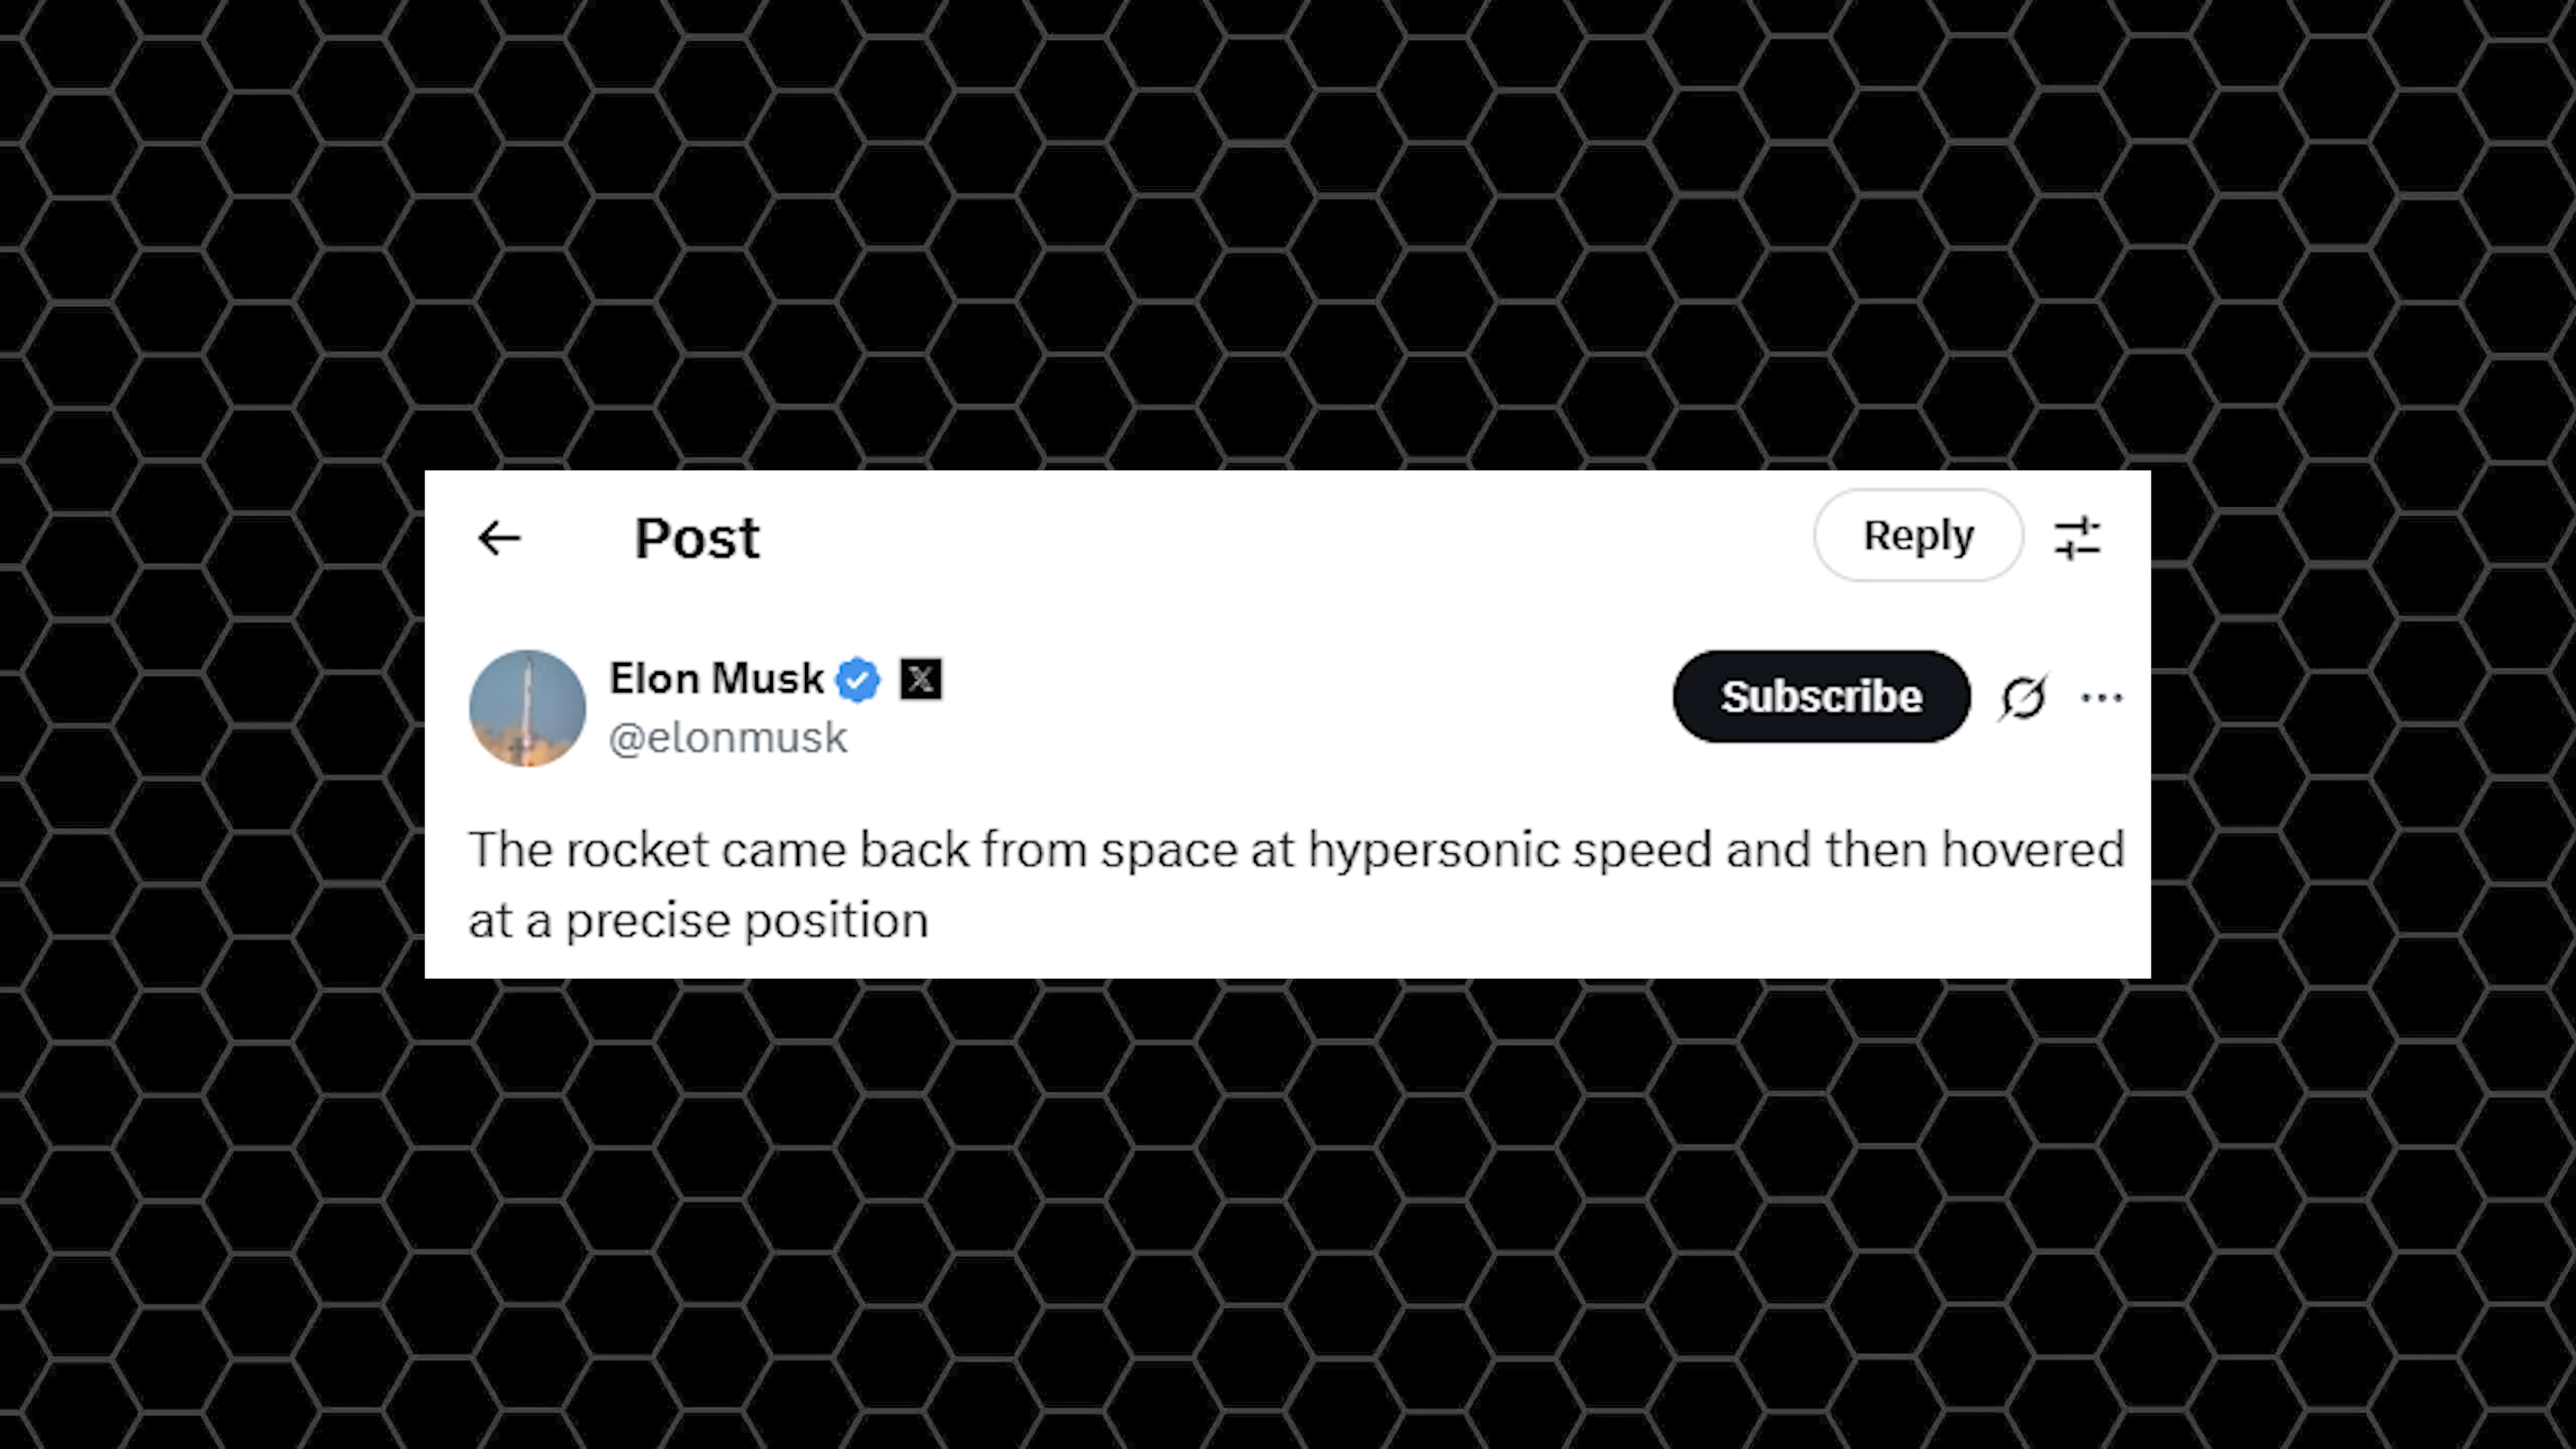 Post
Reply
Elon Musk
@elonmusk
Subscribe
The rocket came back from space at hypersonic speed and then hovered
at a precise position